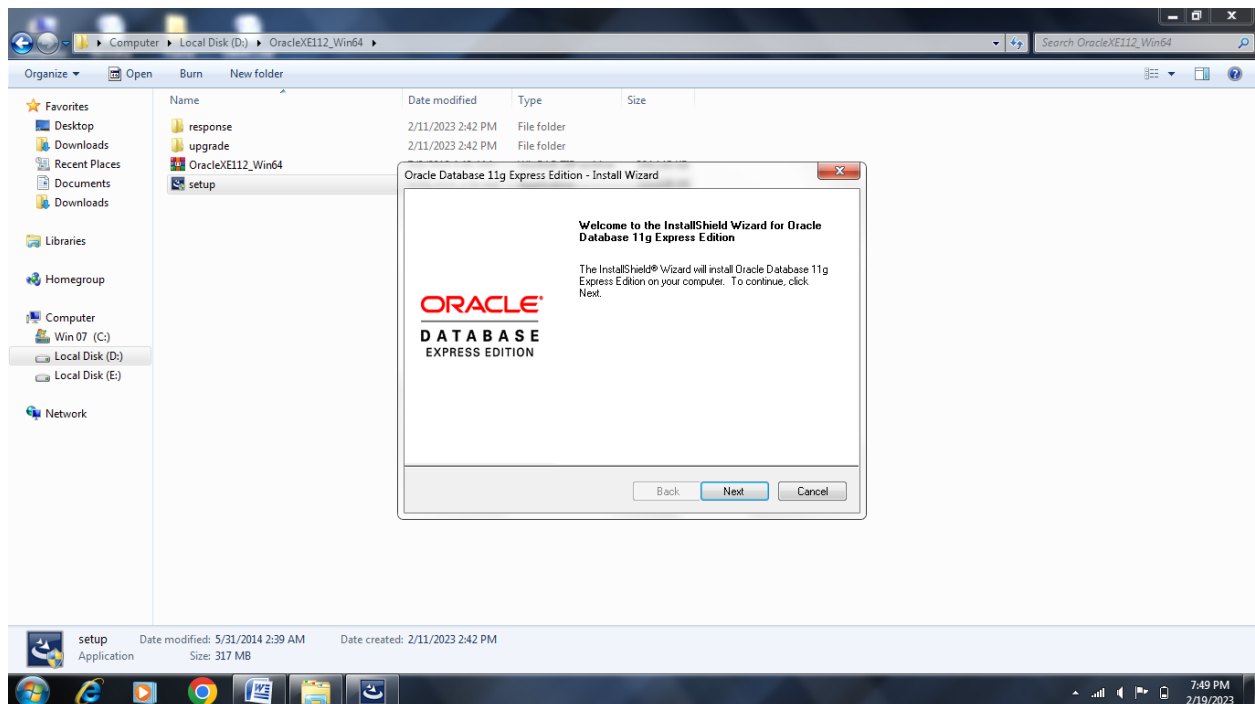 Computer ▸ Local Disk (D:) ▸ OracleXE112_Win64 ▸
Search OracleXE112_Win64
Organize ▾ Open Burn New folder
Favorites
Desktop
Downloads
Recent Places
Documents
Downloads
Libraries
Homegroup
Computer
Win 07 (C:)
Local Disk (D:)
Local Disk (E:)
Network
Name Date modified Type Size
response 2/11/2023 2:42 PM File folder
upgrade 2/11/2023 2:42 PM File folder
OracleXE112_Win64
setup
Oracle Database 11g Express Edition - Install Wizard
Welcome to the InstallShield Wizard for Oracle
Database 11g Express Edition
The InstallShield® Wizard will install Oracle Database 11g
Express Edition on your computer. To continue, click
Next.
ORACLE
DATABASE
EXPRESS EDITION
Back Next Cancel
setup Date modified: 5/31/2014 2:39 AM Date created: 2/11/2023 2:42 PM
Application Size: 317 MB
7:49 PM
2/19/2023